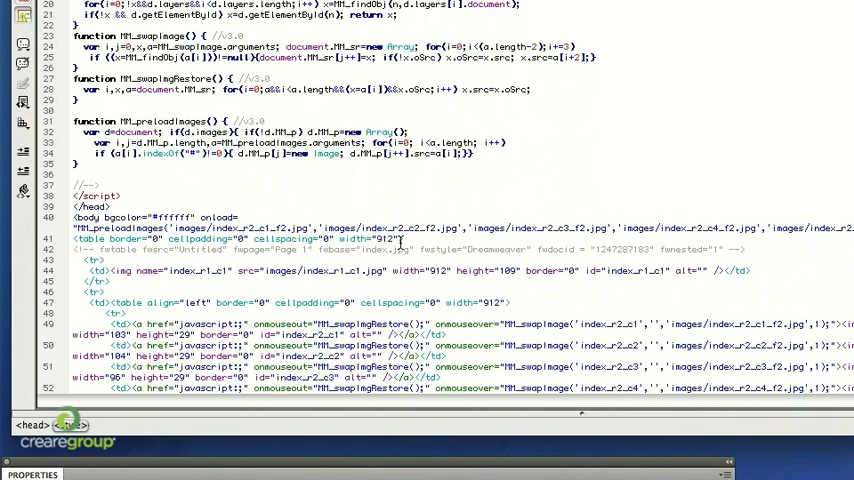 20 for(i=0;!x&&d.layers&&i<d.layers.length;i++) x=MM_findObj(n,d.layers[i].document);
21 if(!x && d.getElementById) x=d.getElementById(n); return x;
22 }
23 function MM_swapImage() { //v3.0
24 var i,j=0,x,a=MM_swapImage.arguments; document.MM_sr=new Array; for(i=0;i<(a.length-2);i+=3)
25 if ((x=MM_findObj(a[i]))!=null){document.MM_sr[j++]=x; if(!x.oSrc) x.oSrc=x.src; x.src=a[i+2];}
26 }
27 function MM_swapImgRestore() { //v3.0
28 var i,x,a=document.MM_sr; for(i=0;a&&i<a.length&&(x=a[i])&&x.oSrc;i++) x.src=x.oSrc;
29 }
30
31 function MM_preloadImages() { //v3.0
32 var d=document; if(d.images){ if(!d.MM_p) d.MM_p=new Array();
33 var i,j=d.MM_p.length,a=MM_preloadImages.arguments; for(i=0; i<a.length; i++)
34 if (a[i].indexOf("#")!=0){ d.MM_p[j]=new Image; d.MM_p[j++].src=a[i];}}
35 }
36
37 //-->
38 </script>
39 </head>
40 <body bgcolor="#ffffff" onload=
"MM_preloadImages('images/index_r2_c1_f2.jpg','images/index_r2_c2_f2.jpg','images/index_r2_c3_f2.jpg','images/index_r2_c4_f2.jpg','images/index_r2
41 <table border="0" cellpadding="0" cellspacing="0" width="912">
42 <!-- fwtable fwsrc="Untitled" fwpage="Page 1" fwbase="index.jpg" fwstyle="Dreamweaver" fwdocid = "1247287183" fwnested="1" -->
43 <tr>
44 <td><img name="index_r1_c1" src="images/index_r1_c1.jpg" width="912" height="109" border="0" id="index_r1_c1" alt="" /></td>
45 </tr>
46 <tr>
47 <td><table align="left" border="0" cellpadding="0" cellspacing="0" width="912">
48 <tr>
49 <td><a href="javascript:;" onmouseout="MM_swapImgRestore();" onmouseover="MM_swapImage('index_r2_c1','','images/index_r2_c1_f2.jpg',1);"><i
width="103" height="29" border="0" id="index_r2_c1" alt="" /></a></td>
50 <td><a href="javascript:;" onmouseout="MM_swapImgRestore();" onmouseover="MM_swapImage('index_r2_c2','','images/index_r2_c2_f2.jpg',1);"><i
width="104" height="29" border="0" id="index_r2_c2" alt="" /></a></td>
51 <td><a href="javascript:;" onmouseout="MM_swapImgRestore();" onmouseover="MM_swapImage('index_r2_c3','','images/index_r2_c3_f2.jpg',1);"><i
width="96" height="29" border="0" id="index_r2_c3" alt="" /></a></td>
52 <td><a href="javascript:;" onmouseout="MM_swapImgRestore();" onmouseover="MM_swapImage('index_r2_c4','','images/index_r2_c4_f2.jpg',1);"><i
<head> <style>
crearegroup
PROPERTIES